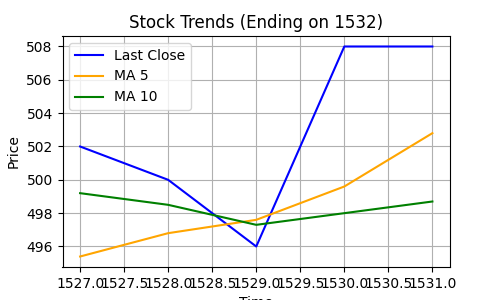 Stock Trends (Ending on 1532)
Last Close
MA 5
MA 10
Price
508
506
504
502
500
498
496
1527.0 1527.5 1528.0 1528.5 1529.0 1529.5 1530.0 1530.5 1531.0
Time